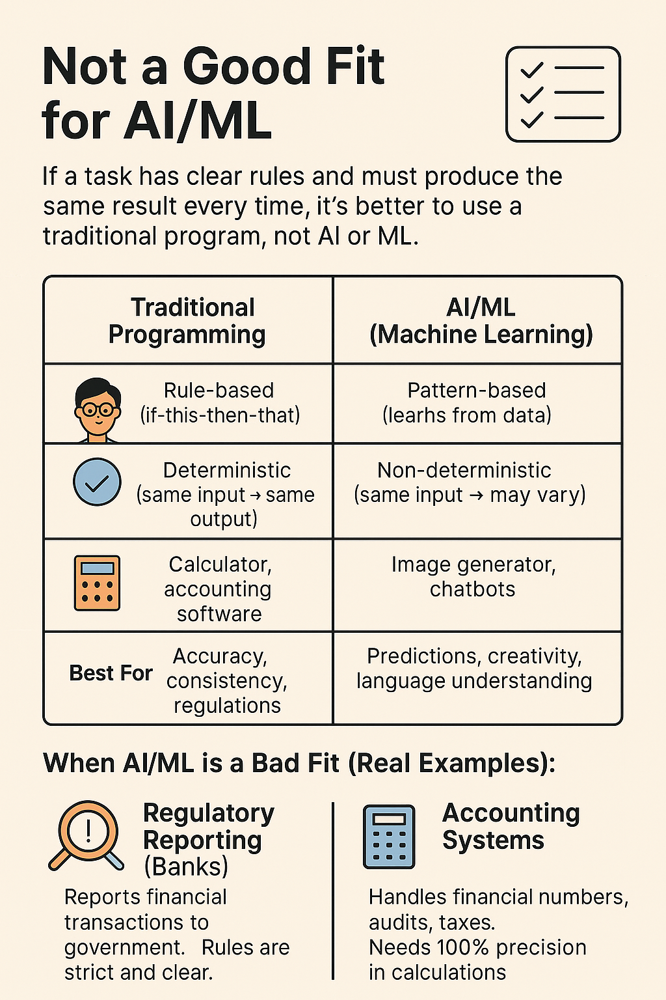 Not a Good Fit
for AI/ML
If a task has clear rules and must produce the
same result every time, it’s better to use a
traditional program, not AI or ML.
Traditional
Programming
AI/ML
(Machine Learning)
Rule-based
(if-this-then-that)
Pattern-based
(learhs from data)
Deterministic
(same input → same
output)
Non-deterministic
(same input → may vary)
Calculator,
accounting
software
Image generator,
chatbots
Best For
Accuracy,
consistency,
regulations
Predictions, creativity,
language understanding
When AI/ML is a Bad Fit (Real Examples):
Regulatory
Reporting
(Banks)
Reports financial
transactions to
government. Rules are
strict and clear.
Accounting
Systems
Handles financial numbers,
audits, taxes.
Needs 100% precision
in calculations